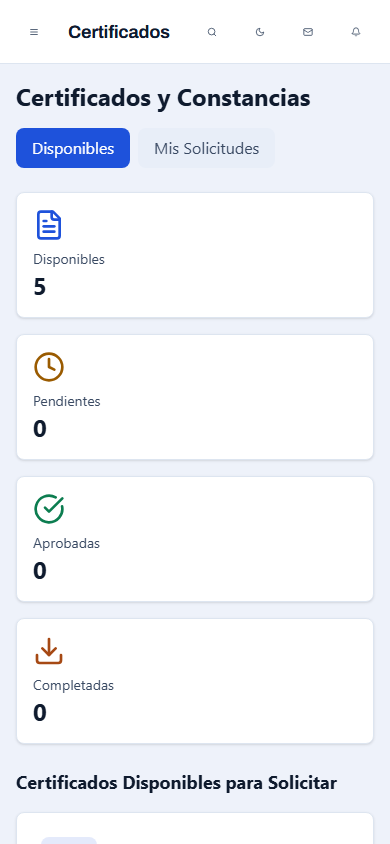 Certificados
Certificados y Constancias
Disponibles
Mis Solicitudes
Disponibles
5
Pendientes
0
Aprobadas
0
Completadas
0
Certificados Disponibles para Solicitar